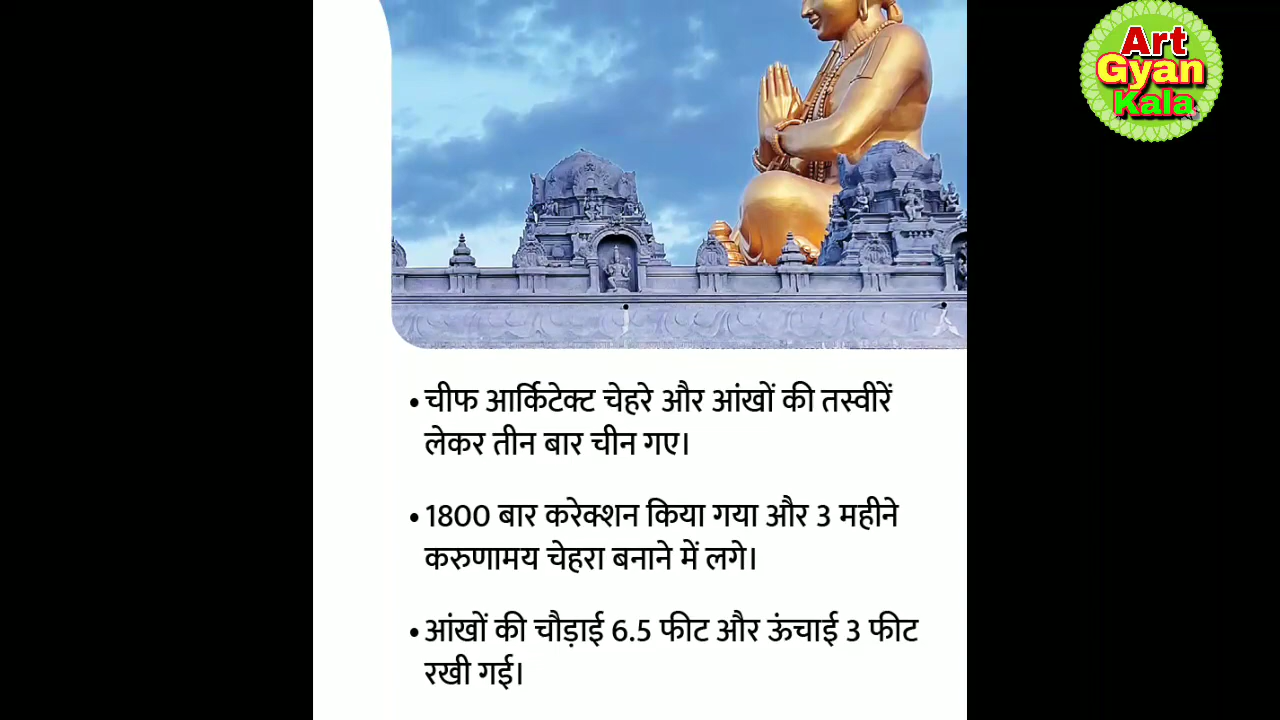 Art
Gyan
Kala
• चीफ आर्किटेक्ट चेहरे और आंखों की तस्वीरें
लेकर तीन बार चीन गए।
• 1800 बार करेक्शन किया गया और 3 महीने
करुणामय चेहरा बनाने में लगे।
• आंखों की चौड़ाई 6.5 फीट और ऊंचाई 3 फीट
रखी गई।